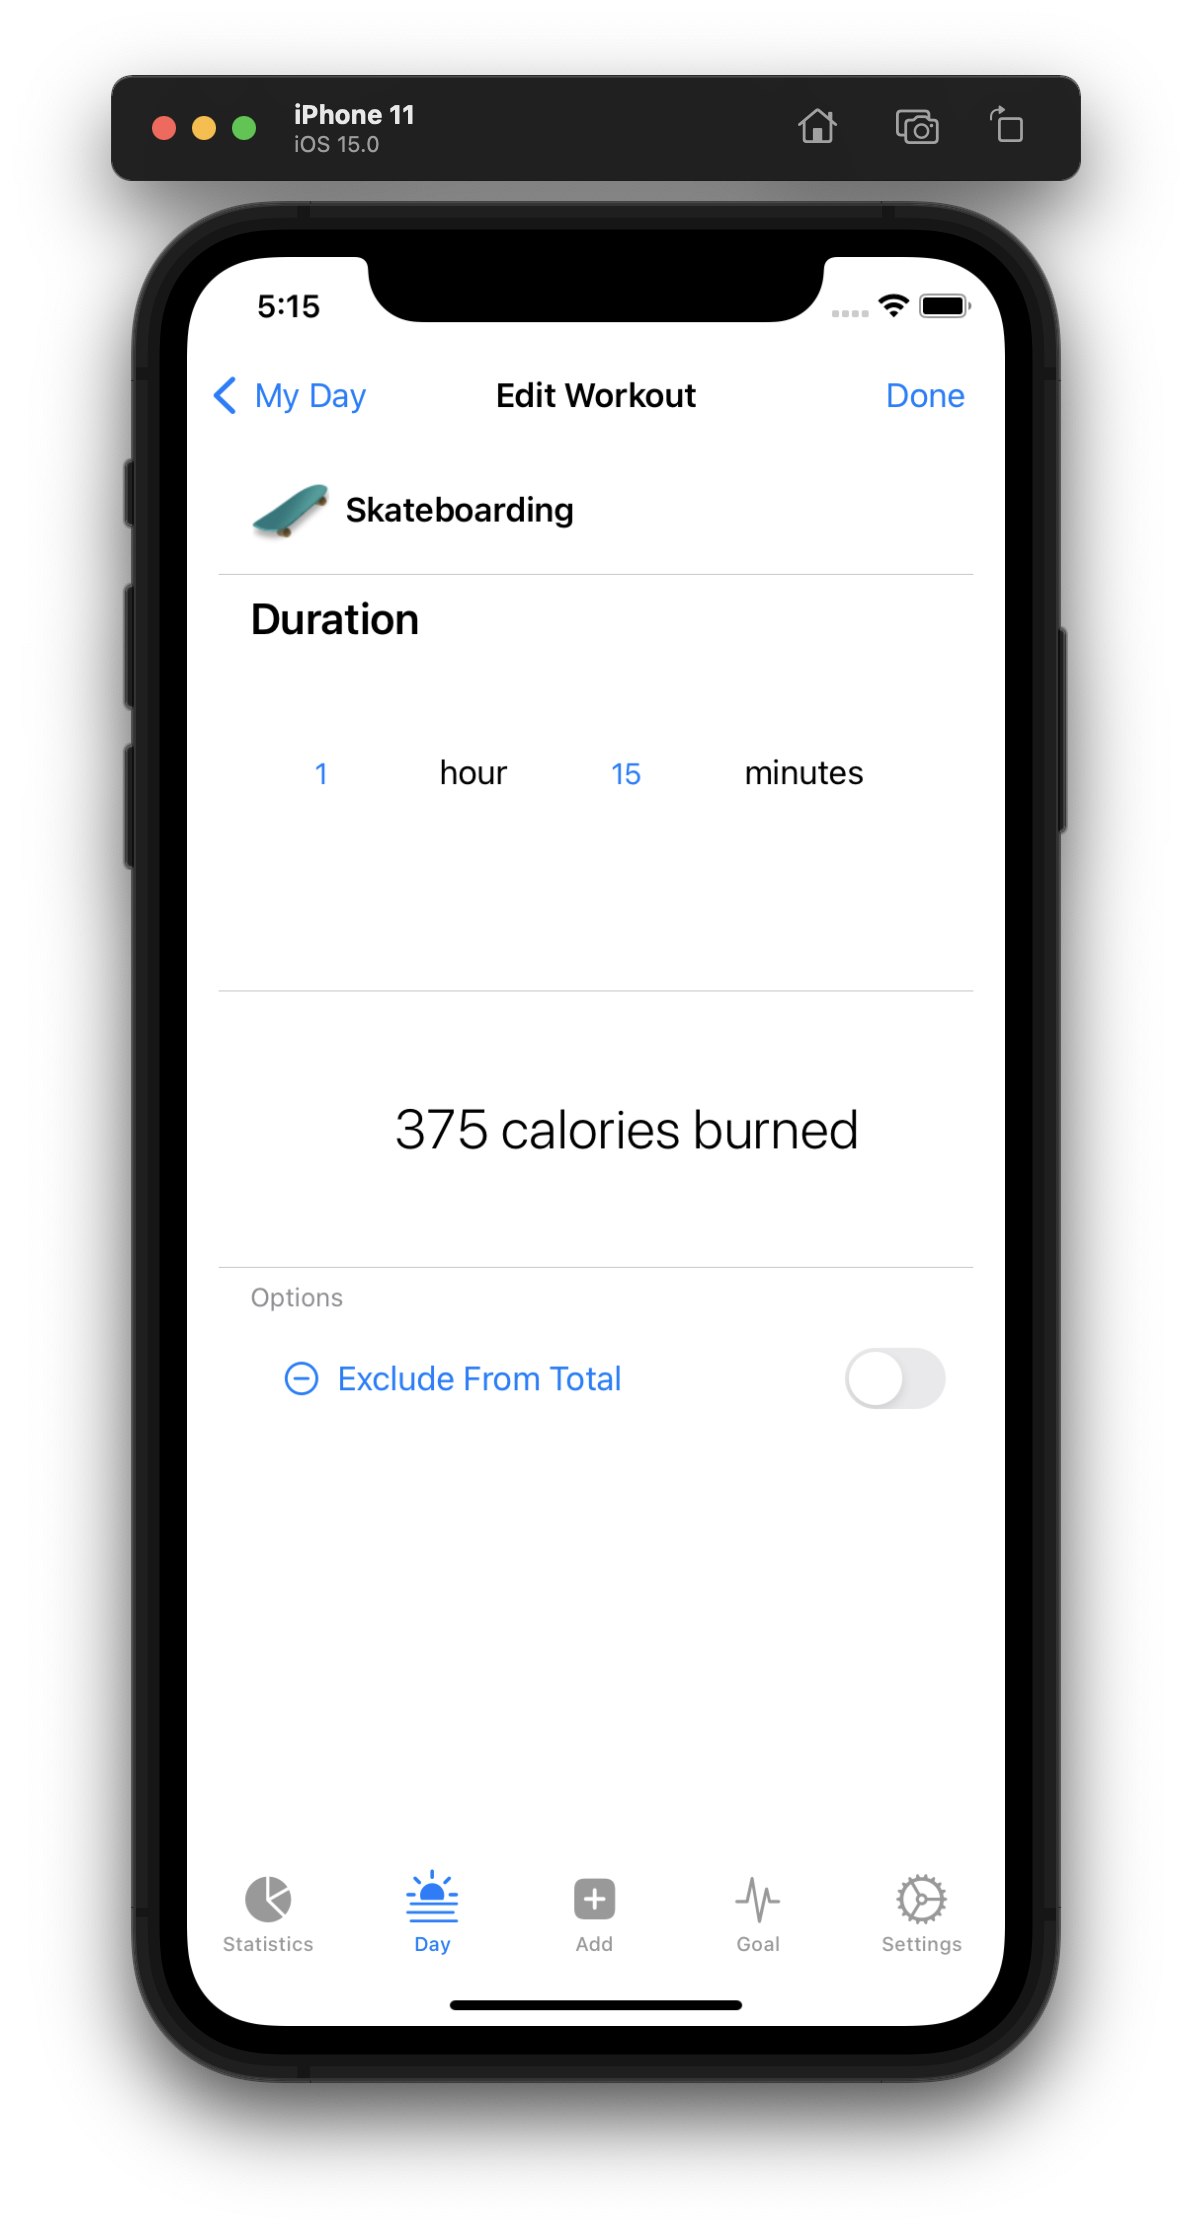 iPhone 11
iOS 15.0
5:15
My Day Edit Workout Done
Skateboarding
Duration
1 hour 15 minutes
375 calories burned
Options
Exclude From Total
Statistics Day Add Goal Settings